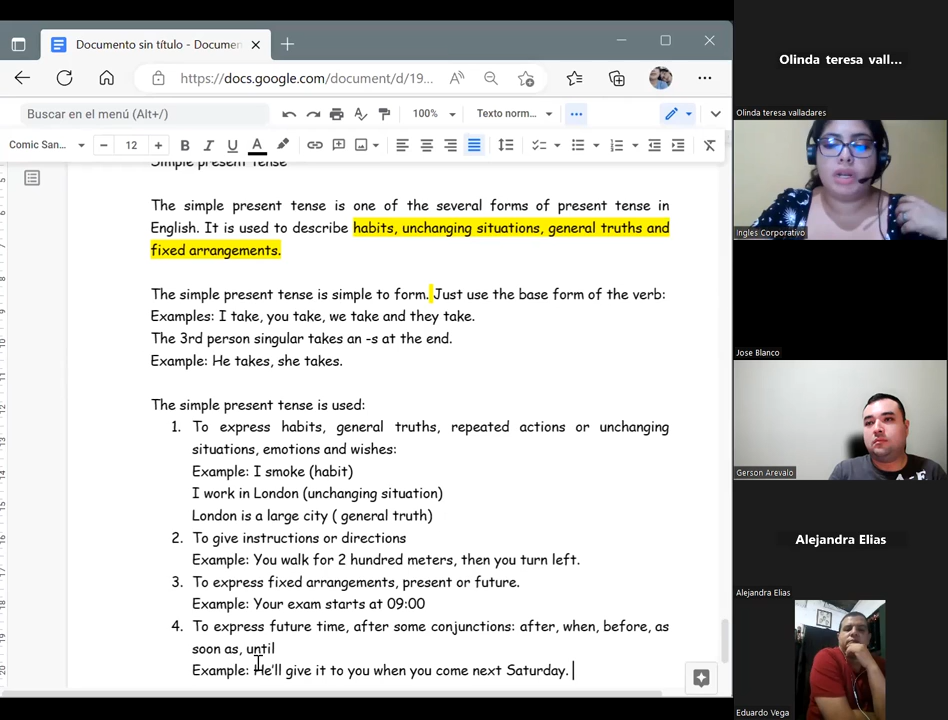 Documento sin título - Documen
https://docs.google.com/document/d/19...
Buscar en el menú (Alt+/)
100%
Texto norm...
Comic San...
12
B I U A
Simple present Tense
The simple present tense is one of the several forms of present tense in
English. It is used to describe habits, unchanging situations, general truths and
fixed arrangements.
The simple present tense is simple to form. Just use the base form of the verb:
Examples: I take, you take, we take and they take.
The 3rd person singular takes an -s at the end.
Example: He takes, she takes.
The simple present tense is used:
1. To express habits, general truths, repeated actions or unchanging
situations, emotions and wishes:
Example: I smoke (habit)
I work in London (unchanging situation)
London is a large city ( general truth)
2. To give instructions or directions
Example: You walk for 2 hundred meters, then you turn left.
3. To express fixed arrangements, present or future.
Example: Your exam starts at 09:00
4. To express future time, after some conjunctions: after, when, before, as
soon as, until
Example: He'll give it to you when you come next Saturday.
Olinda teresa vall...
Olinda teresa valladares
Ingles Corporativo
Jose Blanco
Gerson Arevalo
Alejandra Elias
Alejandra Elias
Eduardo Vega